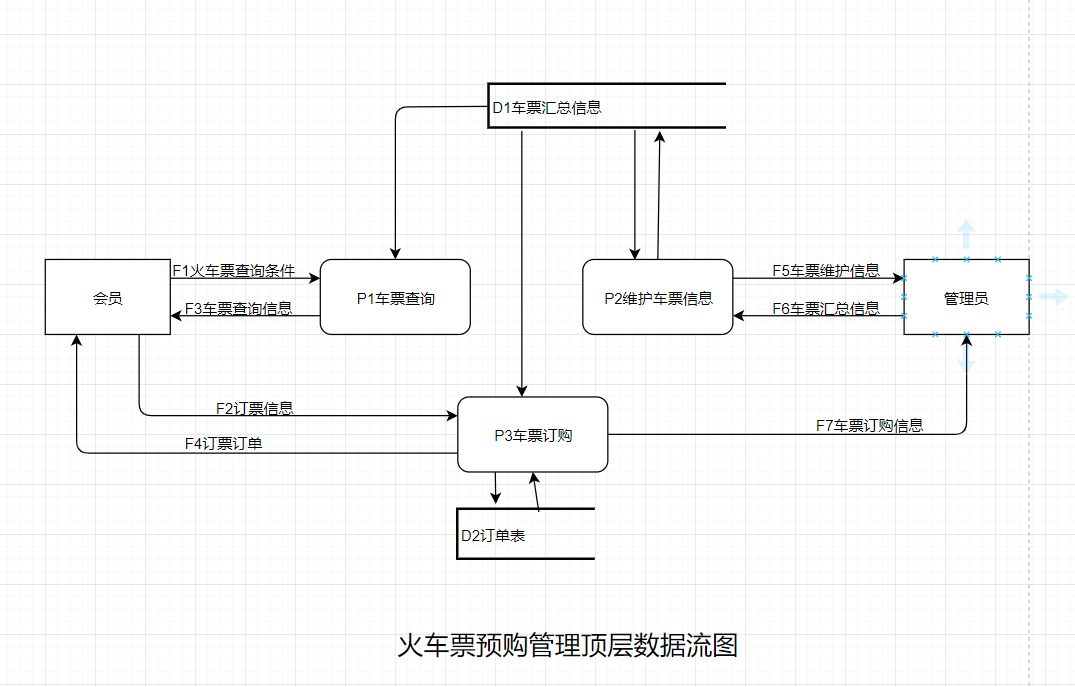 D1车票汇总信息
F1火车票查询条件
会员
P1车票查询
F3车票查询信息
P2维护车票信息
F5车票维护信息
F6车票汇总信息
管理员
F2订票信息
F4订票订单
P3车票订购
F7车票订购信息
D2订单表
火车票预购管理顶层数据流图